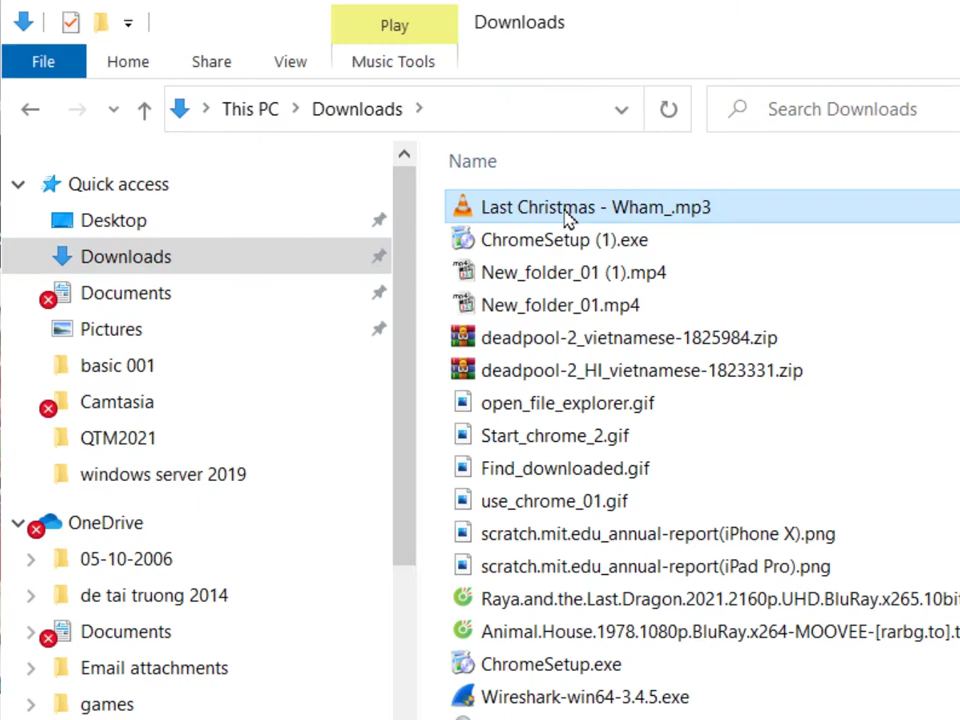 Play
Downloads
File
Home
Share
View
Music Tools
This PC
Downloads
Search Downloads
Quick access
Desktop
Downloads
Documents
Pictures
basic 001
Camtasia
QTM2021
windows server 2019
OneDrive
05-10-2006
de tai truong 2014
Documents
Email attachments
games
Name
Last Christmas - Wham_.mp3
ChromeSetup (1).exe
New_folder_01 (1).mp4
New_folder_01.mp4
deadpool-2_vietnamese-1825984.zip
deadpool-2_HI_vietnamese-1823331.zip
open_file_explorer.gif
Start_chrome_2.gif
Find_downloaded.gif
use_chrome_01.gif
scratch.mit.edu_annual-report(iPhone X).png
scratch.mit.edu_annual-report(iPad Pro).png
Raya.and.the.Last.Dragon.2021.2160p.UHD.BluRay.x265.10bit
Animal.House.1978.1080p.BluRay.x264-MOOVEE-[rarbg.to].t
ChromeSetup.exe
Wireshark-win64-3.4.5.exe